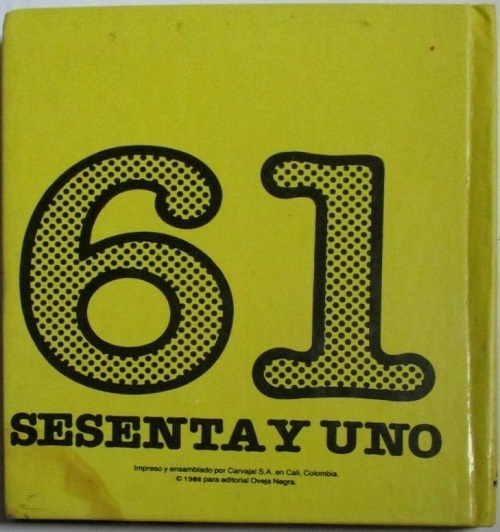 61
SESENTA Y UNO
Impreso y ensamblado por Carvajal S.A. en Cali, Colombia.
© 1986 para editorial Oveja Negra.